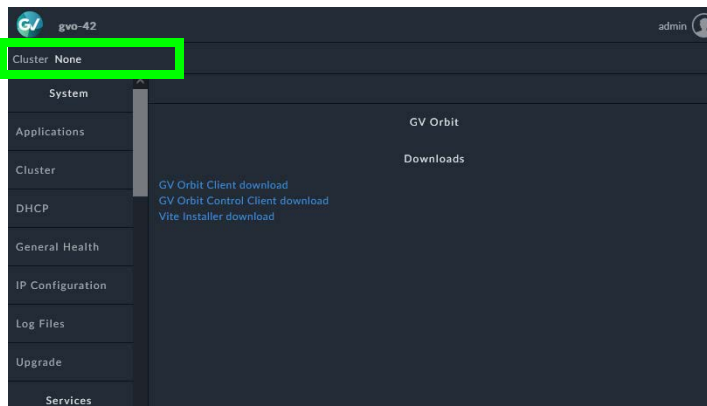 GV gvo-42 admin
Cluster None
System
Applications
Cluster
DHCP
General Health
IP Configuration
Log Files
Upgrade
Services
GV Orbit
Downloads
GV Orbit Client download
GV Orbit Control Client download
Vite Installer download